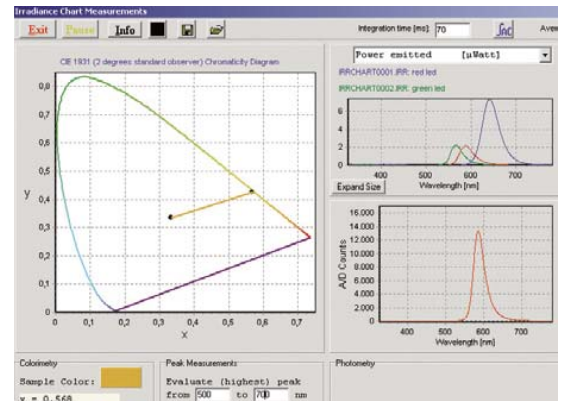 Irradiance Chart Measurements
Exit Pause Info Integration time [ms]: 70 Ave
CIE 1931 (2 degrees standard observer) Chromaticity Diagram
0,8
0,7
0,6
0,5
0,4
0,3
0,2
0,1
0
y
0 0,1 0,2 0,3 0,4 0,5 0,6 0,7
x
Power emitted [µWatt]
IRRCHART0001.IRR: red led
IRRCHART0002.IRR: green led
6
4
2
0
400 500 600 700
Expand Size Wavelength [nm]
16.000
14.000
12.000
10.000
8.000
6.000
4.000
2.000
0
A/D Counts
400 500 600 700
Wavelength [nm]
Colorimetry
Sample Color:
x = 0.568
Peak Measurements
Evaluate (highest) peak
from 500 to 700 nm
Photometry